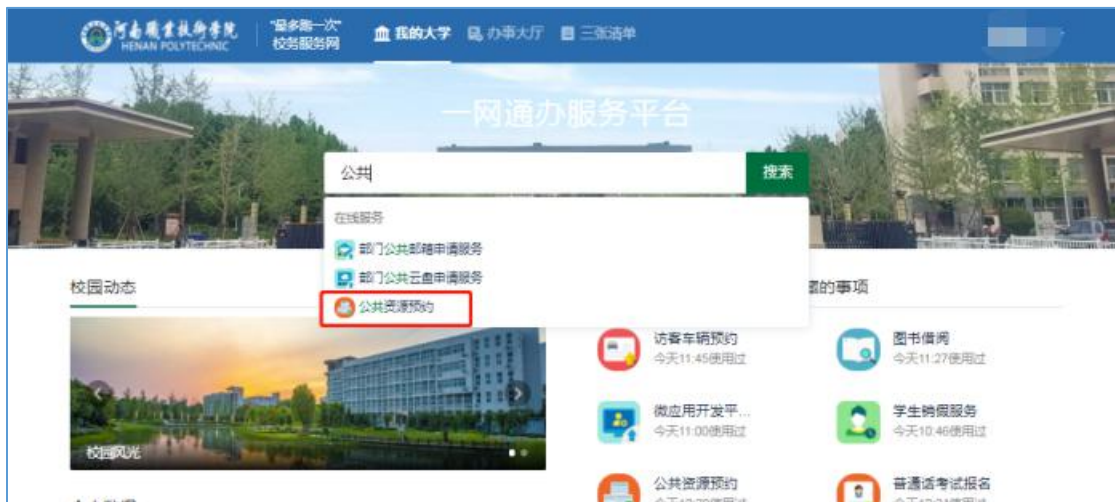 河南职业技术学院
HENAN POLYTECHNIC
"最多跑一次"
校务服务网
我的大学
办事大厅
三张清单
一网通办服务平台
公共
搜索
在线服务
部门公共邮箱申请服务
部门公共云盘申请服务
公共资源预约
校园动态
的事项
校园风光
访客车辆预约
今天11:45使用过
图书借阅
今天11:27使用过
微应用开发平...
今天11:00使用过
学生销假服务
今天10:46使用过
公共资源预约
普通话考试报名